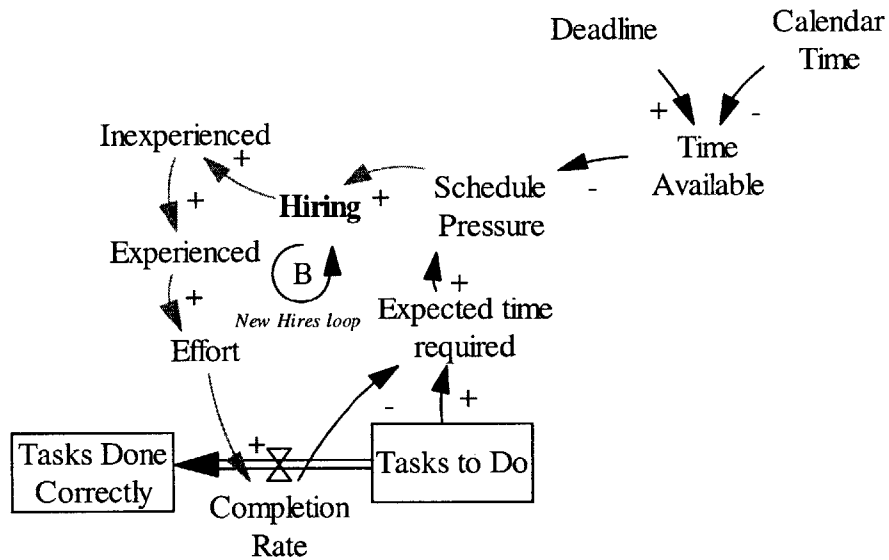 Deadline
Calendar
Time
+
-
Time
Available
-
Inexperienced
+
Hiring
+
Schedule
Pressure
+
Experienced
B
+
New Hires loop
+
Expected time
required
Effort
-
+
+
Tasks Done
Correctly
Tasks to Do
Completion
Rate